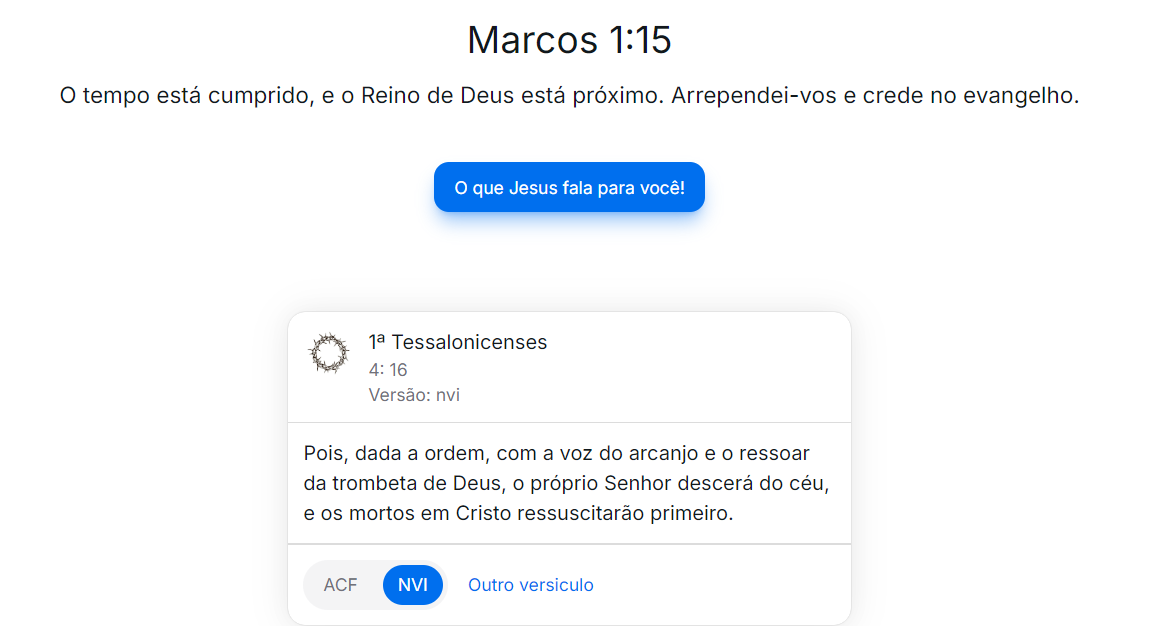 Marcos 1:15
O tempo está cumprido, e o Reino de Deus está próximo. Arrependei-vos e crede no evangelho.
O que Jesus fala para você!
1ª Tessalonicenses
4: 16
Versão: nvi
Pois, dada a ordem, com a voz do arcanjo e o ressoar
da trombeta de Deus, o próprio Senhor descerá do céu,
e os mortos em Cristo ressuscitarão primeiro.
ACF NVI Outro versiculo